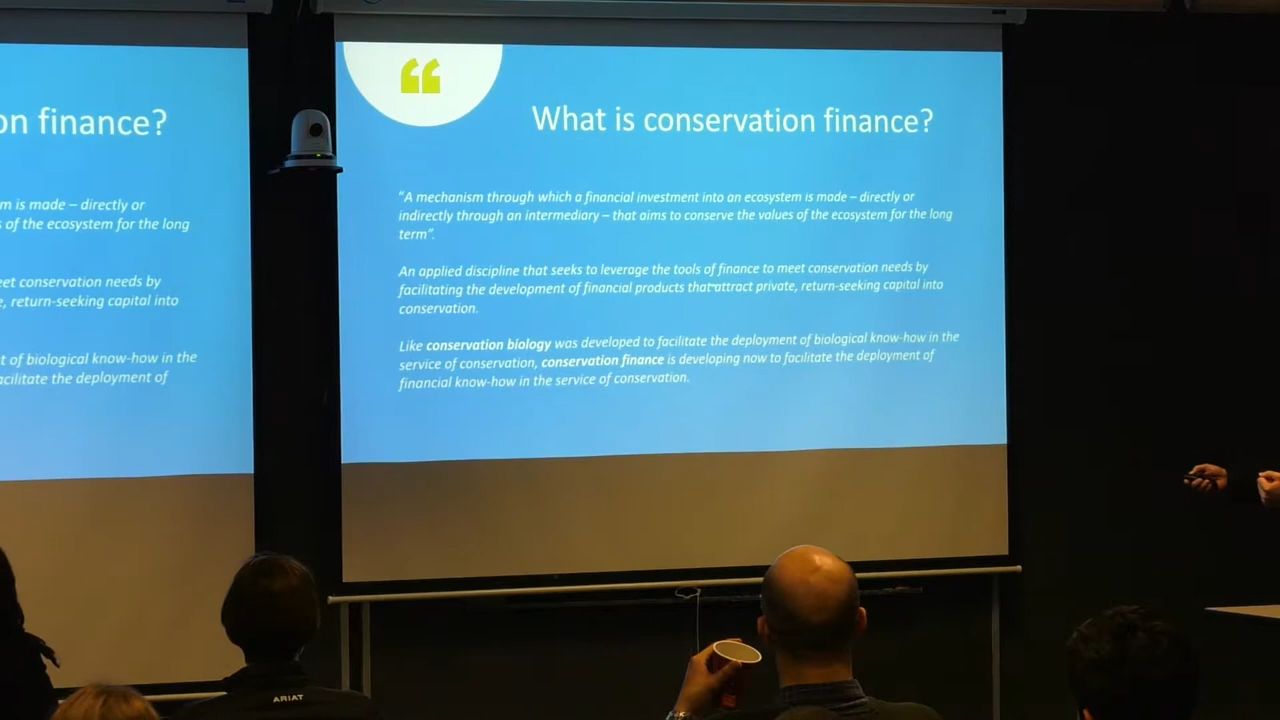 on finance?
m is made – directly or
s of the ecosystem for the long
eet conservation needs by
e, return-seeking capital into
t of biological know-how in the
acilitate the deployment of
“
What is conservation finance?
“A mechanism through which a financial investment into an ecosystem is made – directly or
indirectly through an intermediary – that aims to conserve the values of the ecosystem for the long
term”.
An applied discipline that seeks to leverage the tools of finance to meet conservation needs by
facilitating the development of financial products that attract private, return-seeking capital into
conservation.
Like conservation biology was developed to facilitate the deployment of biological know-how in the
service of conservation, conservation finance is developing now to facilitate the deployment of
financial know-how in the service of conservation.
ARIAT